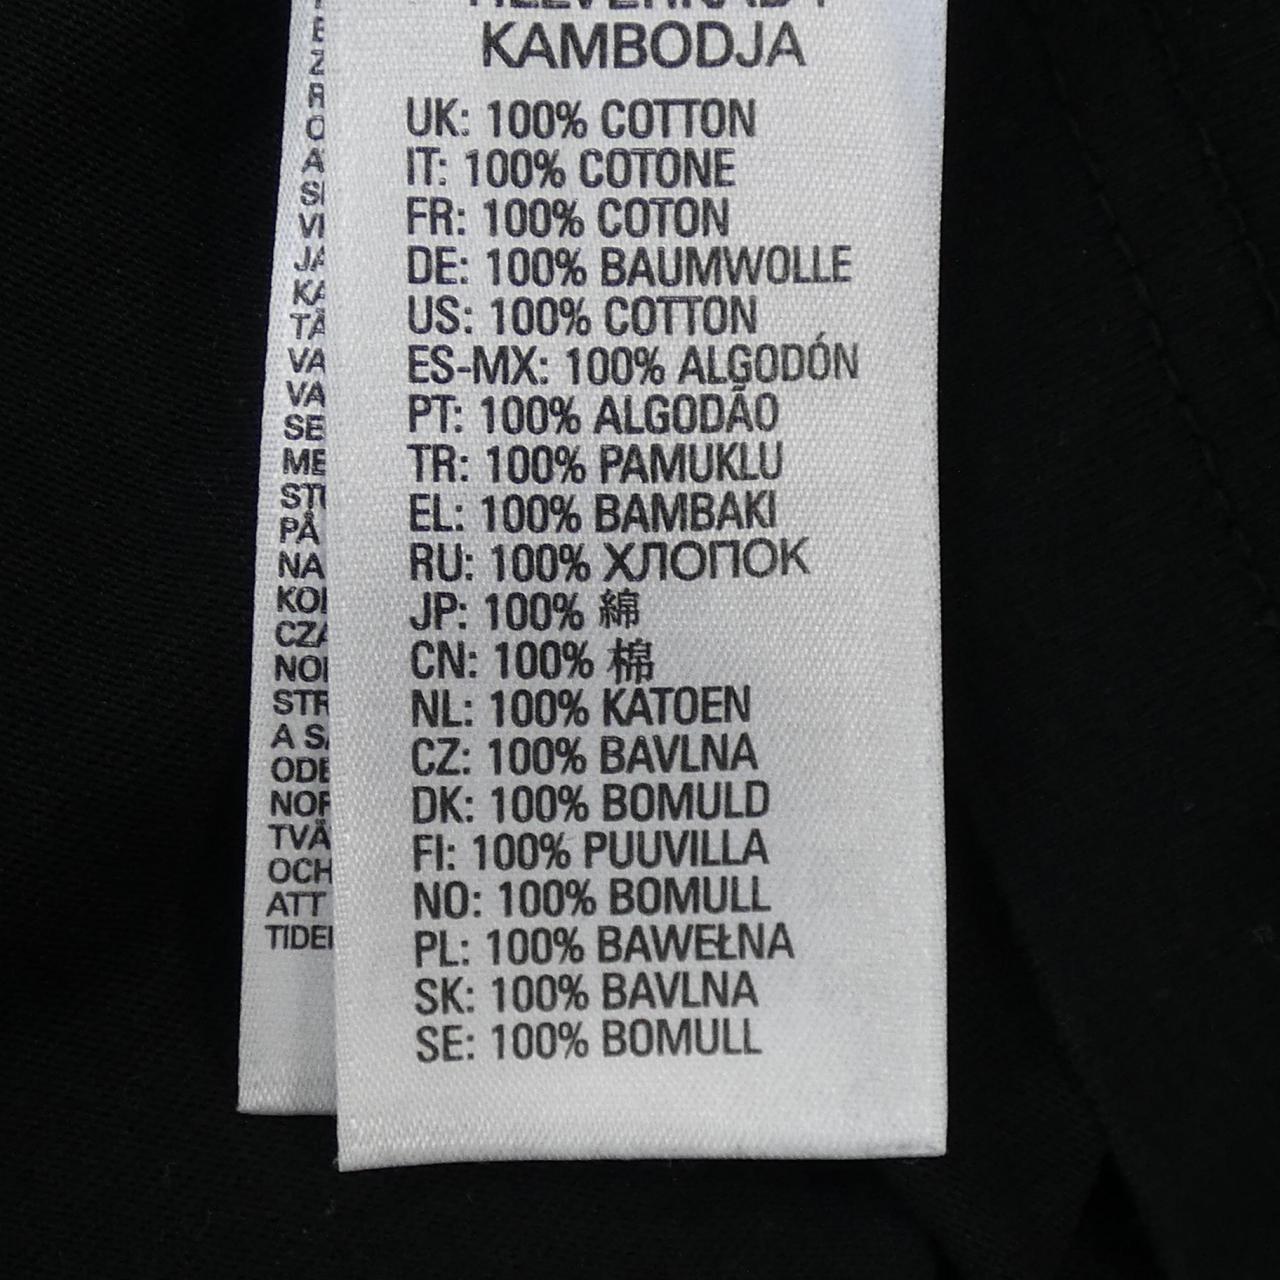 KAMBODJA
UK: 100% COTTON
IT: 100% COTONE
FR: 100% COTON
DE: 100% BAUMWOLLE
US: 100% COTTON
ES-MX: 100% ALGODÓN
PT: 100% ALGODÃO
TR: 100% PAMUKLU
EL: 100% BAMBAKI
RU: 100% ХЛОПОК
JP: 100% 綿
CN: 100% 棉
NL: 100% KATOEN
CZ: 100% BAVLNA
DK: 100% BOMULD
FI: 100% PUUVILLA
NO: 100% BOMULL
PL: 100% BAWEŁNA
SK: 100% BAVLNA
SE: 100% BOMULL
PÅ
OCH
ATT